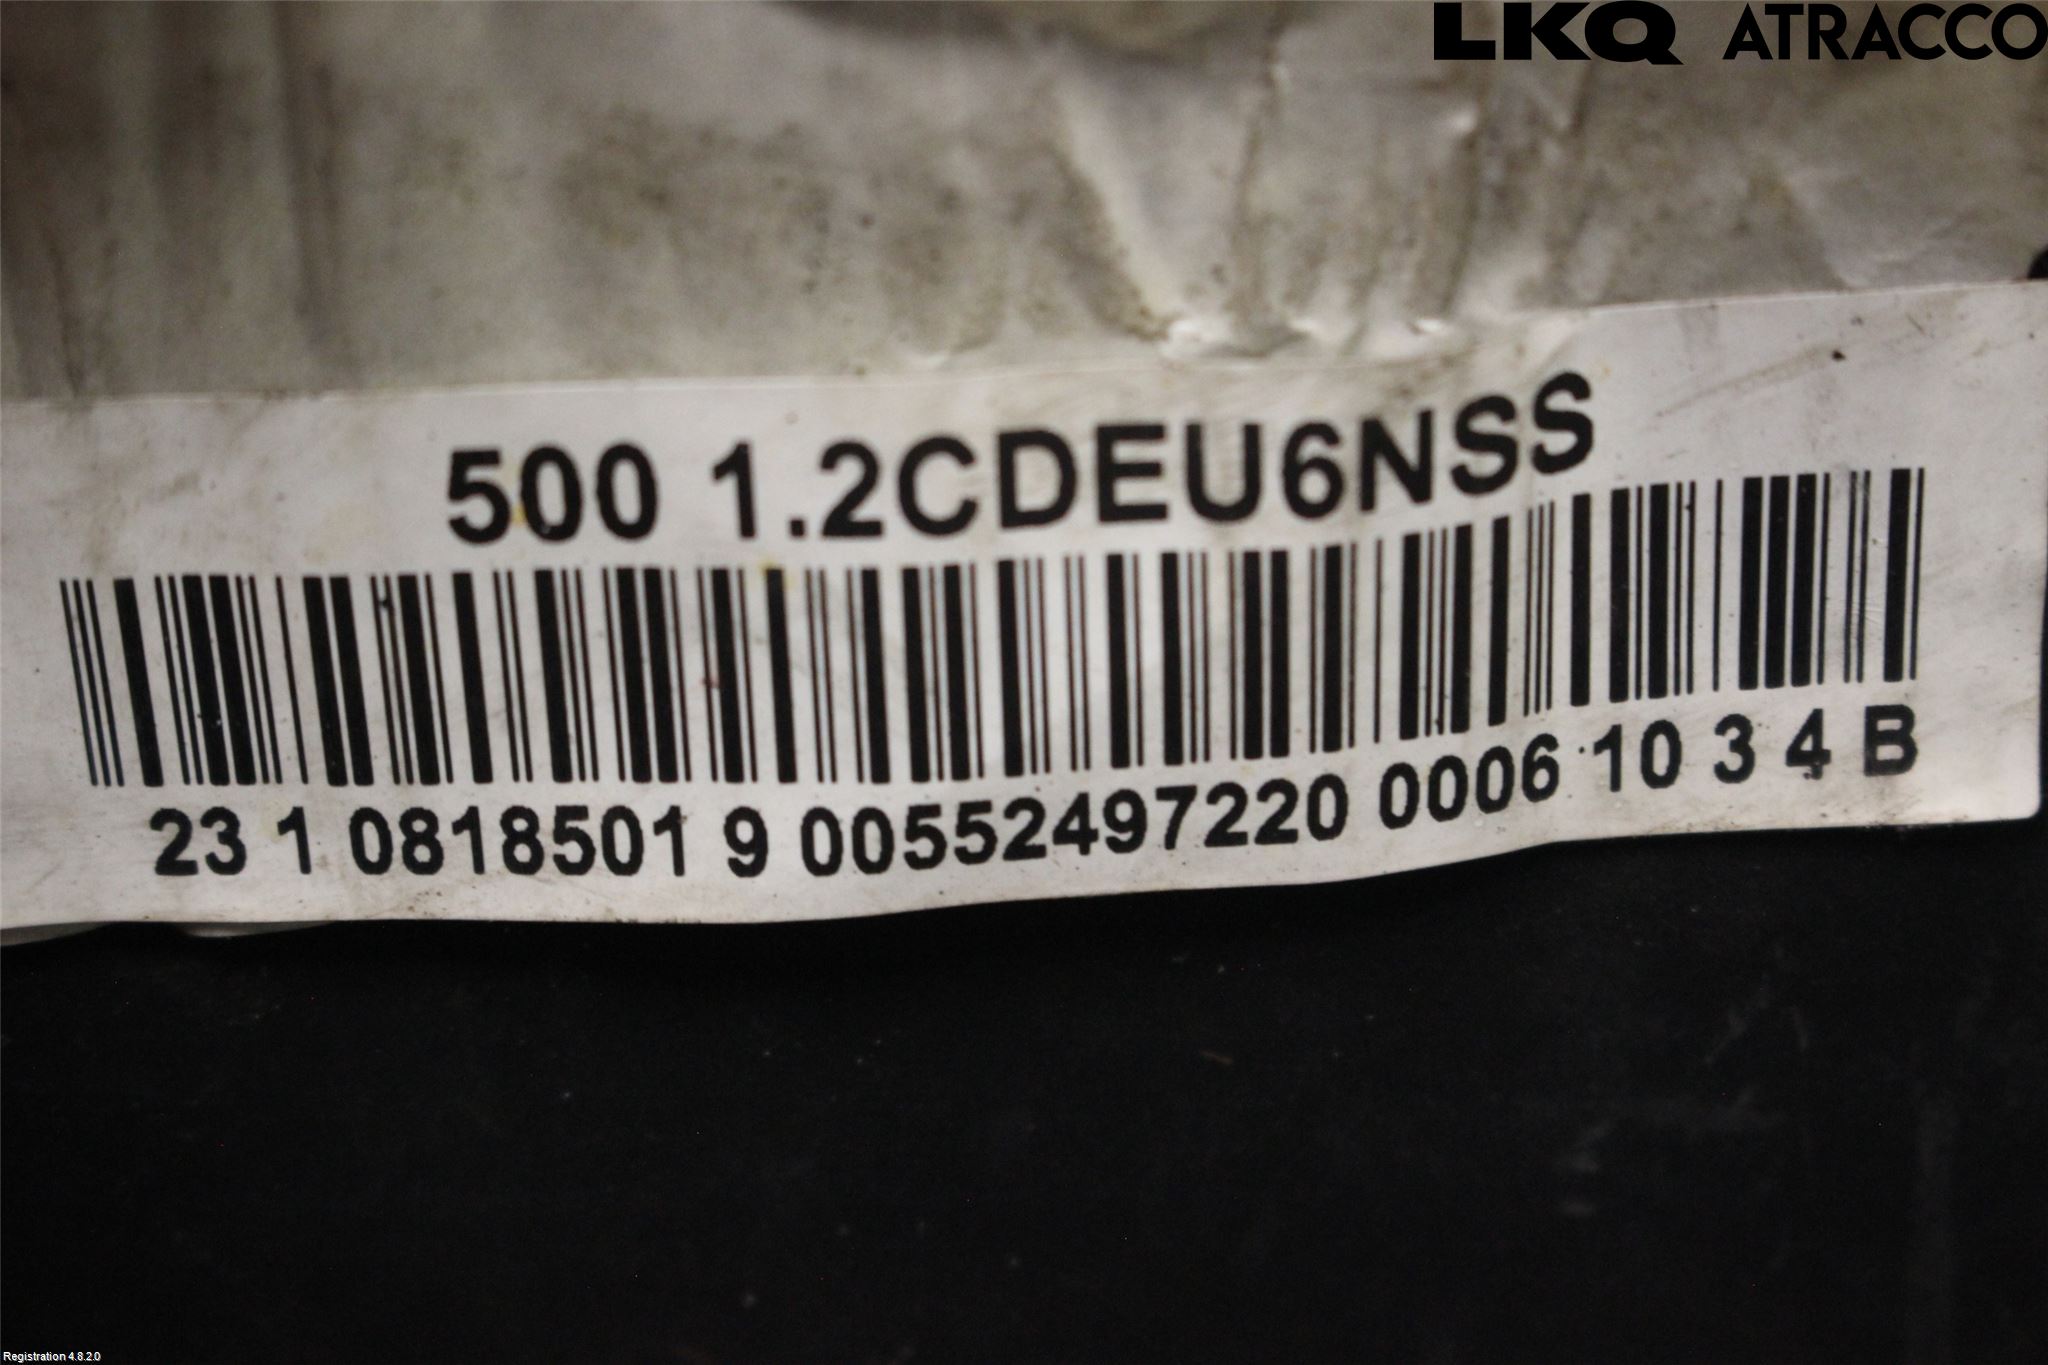 LKQ ATRACCO
500 1.2CDEU6NSS
23 1 0818501 9 00552497220 0006 10 3 4 B
Registration 4.8.2.0